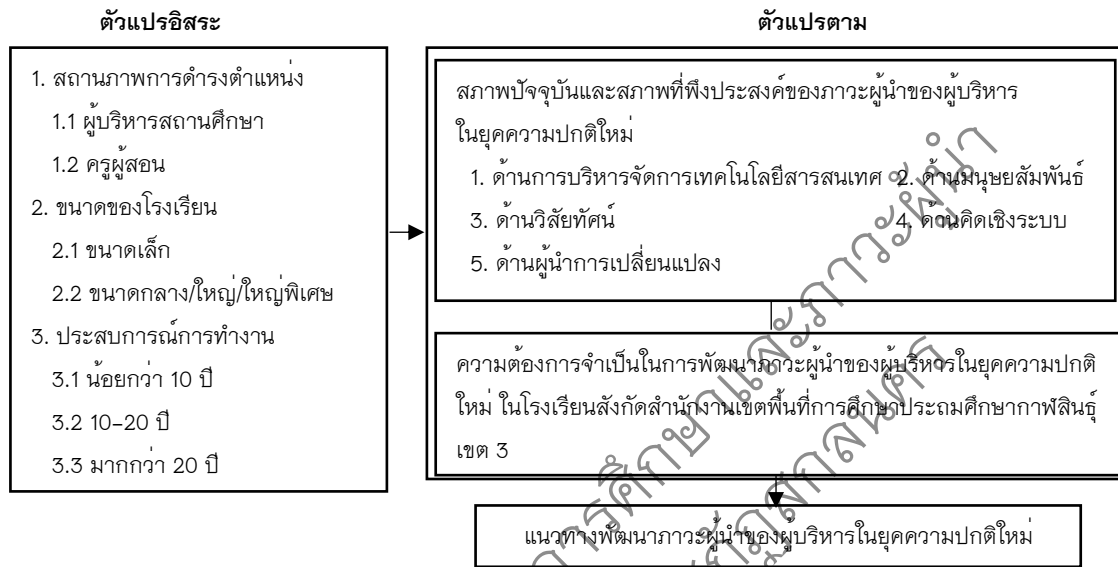 ตัวแปรอิสระ
1. สถานภาพการดำรงตำแหน่ง
1.1 ผู้บริหารสถานศึกษา
1.2 ครูผู้สอน
2. ขนาดของโรงเรียน
2.1 ขนาดเล็ก
2.2 ขนาดกลาง/ใหญ่/ใหญ่พิเศษ
3. ประสบการณ์การทำงาน
3.1 น้อยกว่า 10 ปี
3.2 10–20 ปี
3.3 มากกว่า 20 ปี
ตัวแปรตาม
สภาพปัจจุบันและสภาพที่พึงประสงค์ของภาวะผู้นำของผู้บริหาร
ในยุคความปกติใหม่
1. ด้านการบริหารจัดการเทคโนโลยีสารสนเทศ 2. ด้านมนุษยสัมพันธ์
3. ด้านวิสัยทัศน์ 4. ด้านคิดเชิงระบบ
5. ด้านผู้นำการเปลี่ยนแปลง
ความต้องการจำเป็นในการพัฒนาภาวะผู้นำของผู้บริหารในยุคความปกติ
ใหม่ ในโรงเรียนสังกัดสำนักงานเขตพื้นที่การศึกษาประถมศึกษากาฬสินธุ์
เขต 3
แนวทางพัฒนาภาวะผู้นำของผู้บริหารในยุคความปกติใหม่
การศึกษาและภาวะผู้นำ